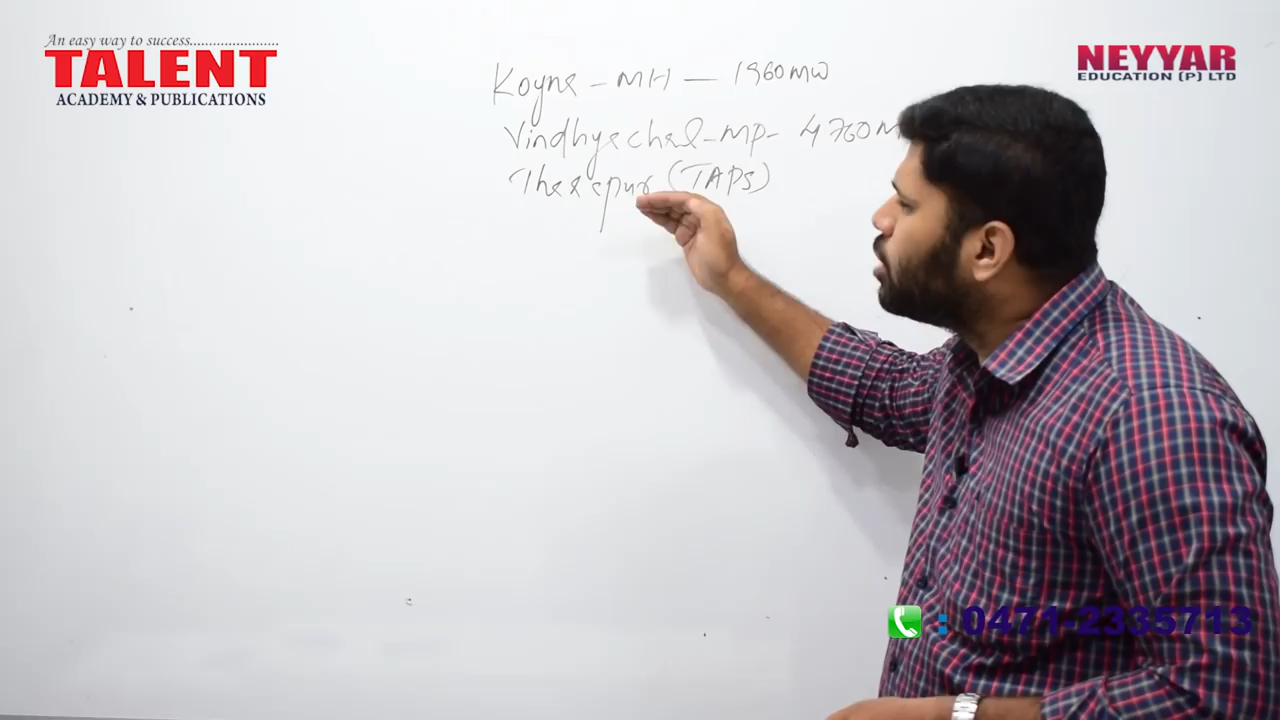 An easy way to success.......................
TALENT
ACADEMY & PUBLICATIONS
NEYYAR
EDUCATION (P) LTD
Koyna - MH — 1960MW
Vindhyachal - MP - 4760M
Tharapur (TAPS)
: 0471-2335713